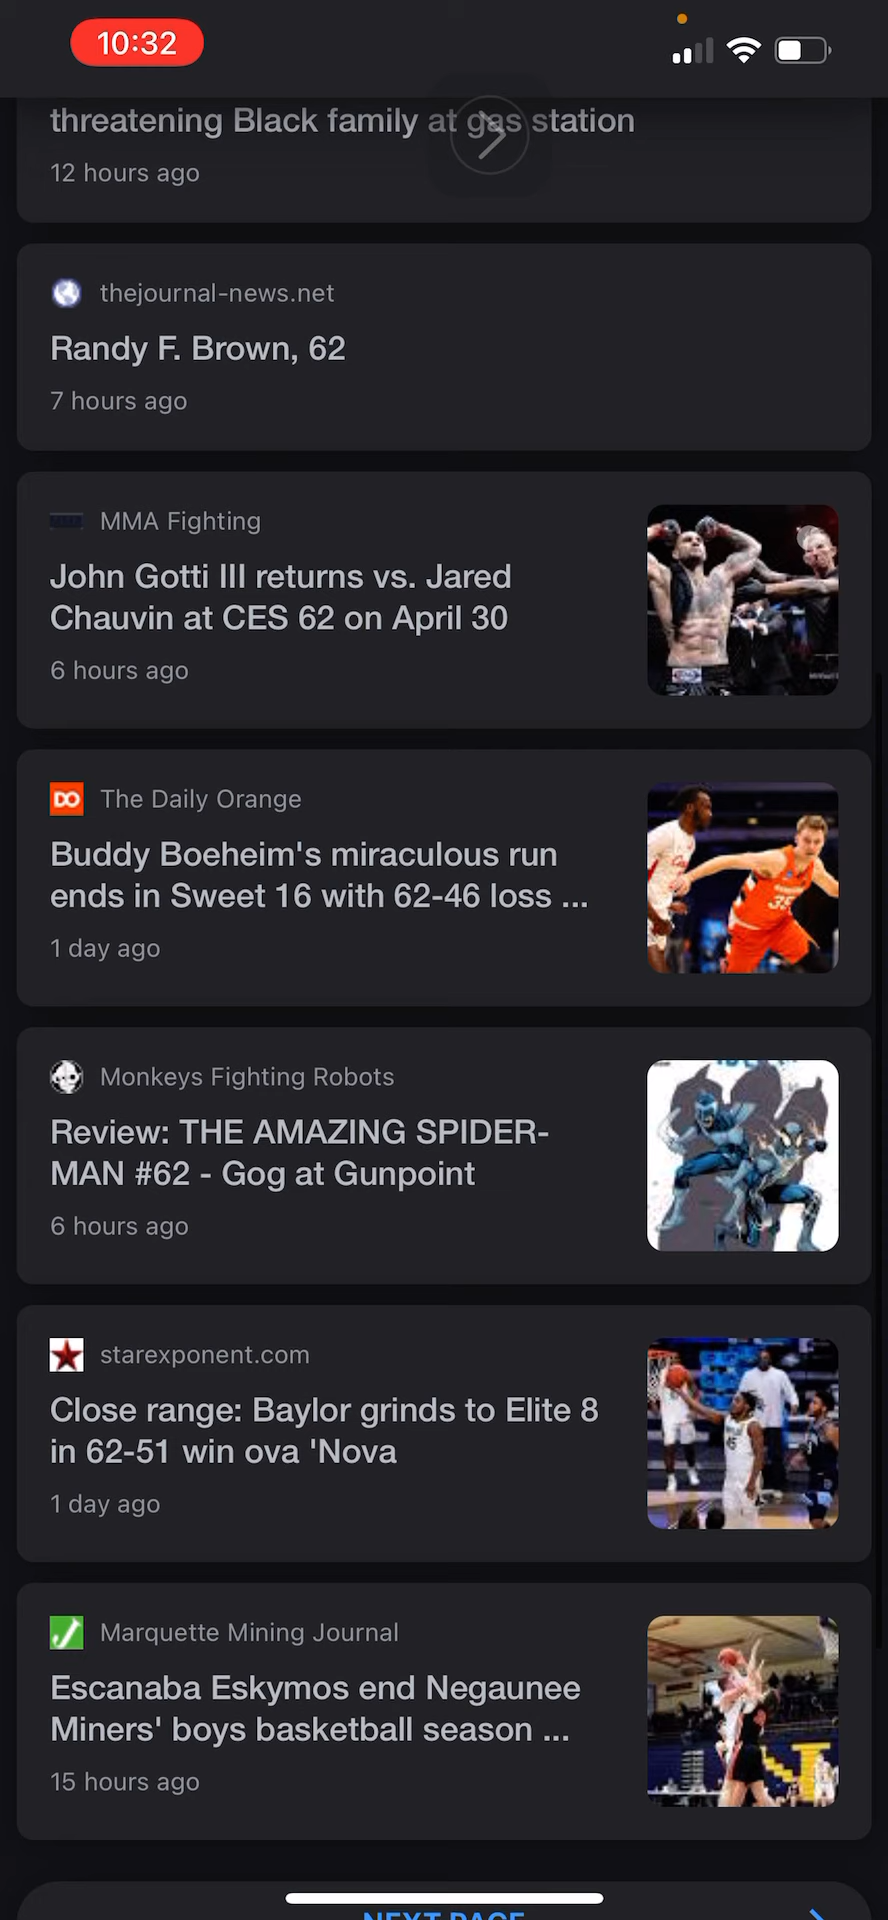 10:32
threatening Black family at gas station
12 hours ago
thejournal-news.net
Randy F. Brown, 62
7 hours ago
MMA Fighting
John Gotti III returns vs. Jared
Chauvin at CES 62 on April 30
6 hours ago
DO The Daily Orange
Buddy Boeheim's miraculous run
ends in Sweet 16 with 62-46 loss ...
35
1 day ago
Monkeys Fighting Robots
Review: THE AMAZING SPIDER-
MAN #62 - Gog at Gunpoint
6 hours ago
starexponent.com
Close range: Baylor grinds to Elite 8
in 62-51 win ova 'Nova
45
1 day ago
Marquette Mining Journal
Escanaba Eskymos end Negaunee
Miners' boys basketball season ...
15 hours ago
NEXT PAGE